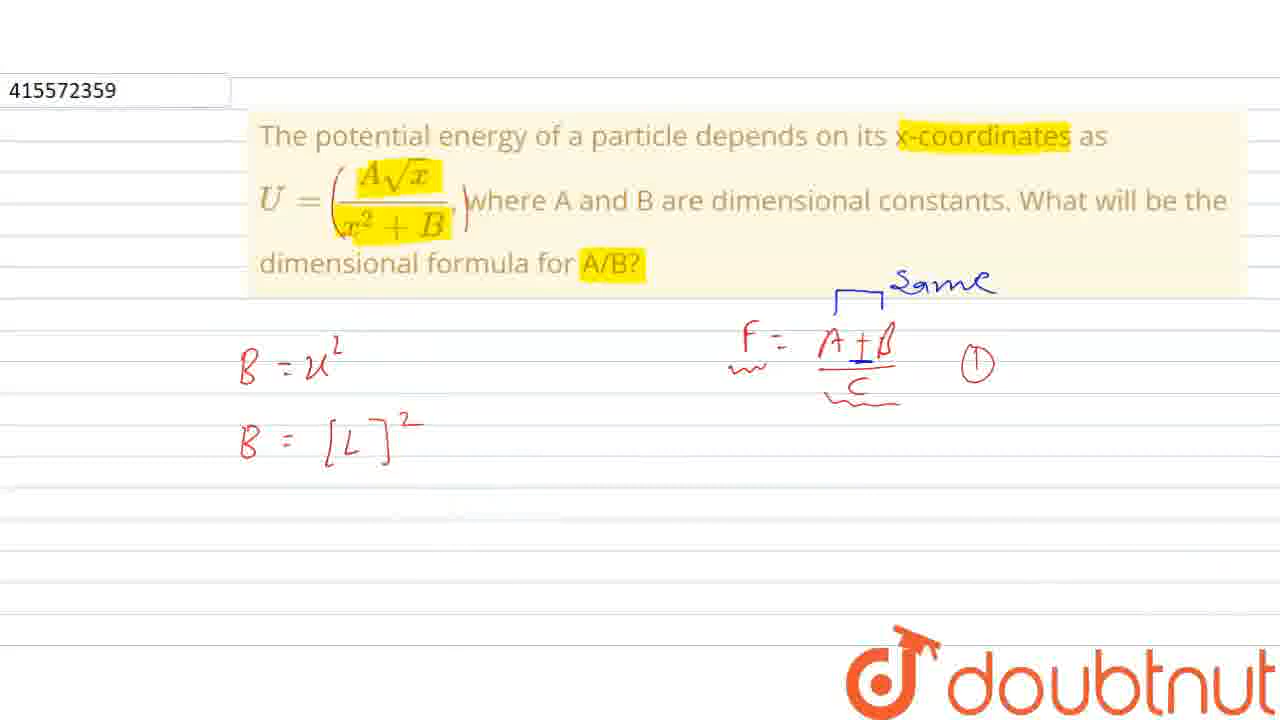 415572359
The potential energy of a particle depends on its x-coordinates as
U = (A√x / x² + B,) where A and B are dimensional constants. What will be the
dimensional formula for A/B?
Same
F = A ± B / C ①
B = x²
B = [L]²
doubtnut